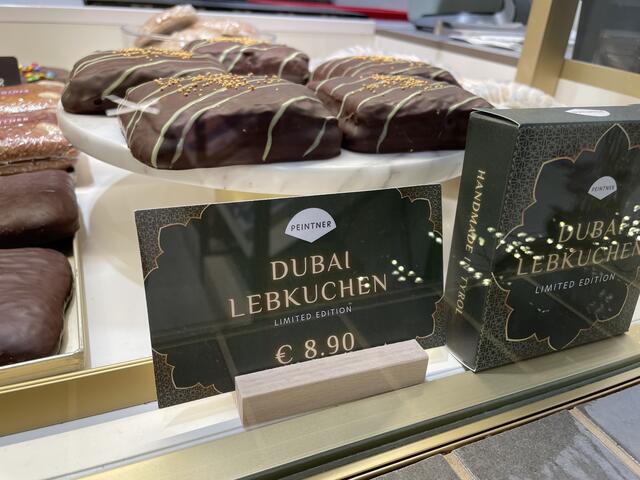 PEINTNER
DUBAI
LEBKUCHEN
LIMITED EDITION
€ 8.90
HANDMADE IN TYROL
PEINTNER
DUBAI
LEBKUCHEN
LIMITED EDITION